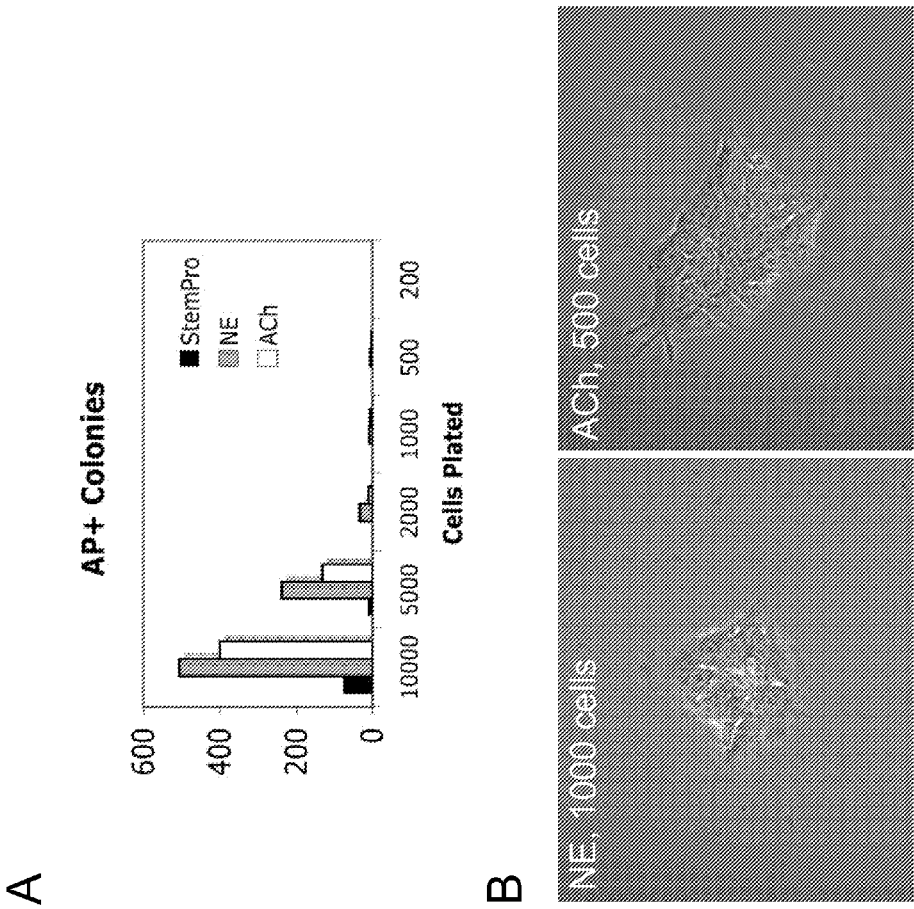 A
AP+ Colonies
600
400
200
0
StemPro
NE
ACh
10000 5000 2000 1000 500 200
Cells Plated
B
NE, 1000 cells
ACh, 500 cells